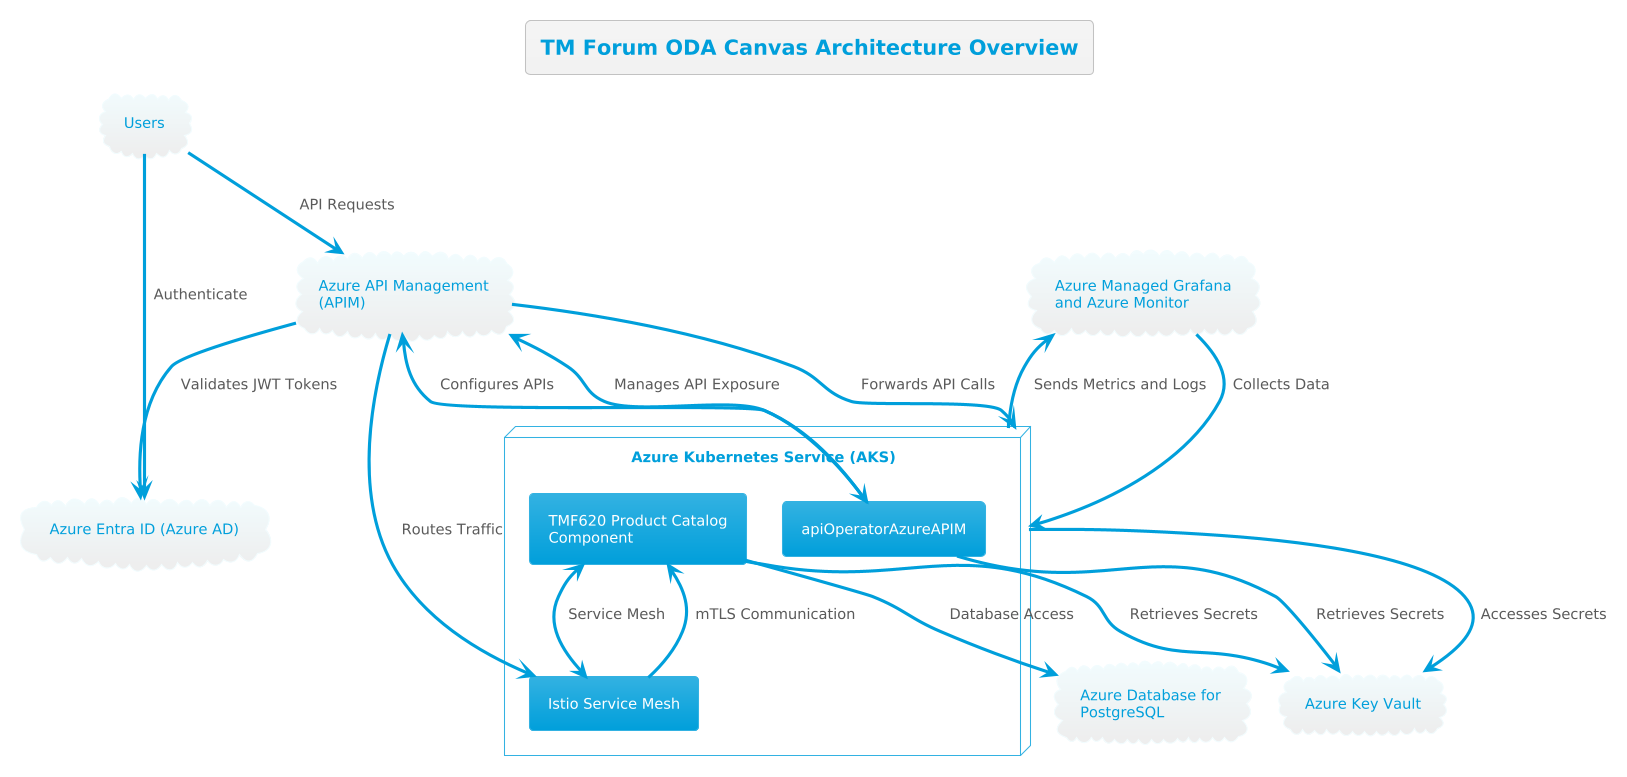 TM Forum ODA Canvas Architecture Overview
Users
API Requests
Authenticate
Azure API Management
(APIM)
Azure Managed Grafana
and Azure Monitor
Validates JWT Tokens
Configures APIs
Manages API Exposure
Forwards API Calls
Sends Metrics and Logs
Collects Data
Azure Kubernetes Service (AKS)
Azure Entra ID (Azure AD)
Routes Traffic
TMF620 Product Catalog
Component
apiOperatorAzureAPIM
Service Mesh
mTLS Communication
Database Access
Retrieves Secrets
Retrieves Secrets
Accesses Secrets
Istio Service Mesh
Azure Database for
PostgreSQL
Azure Key Vault